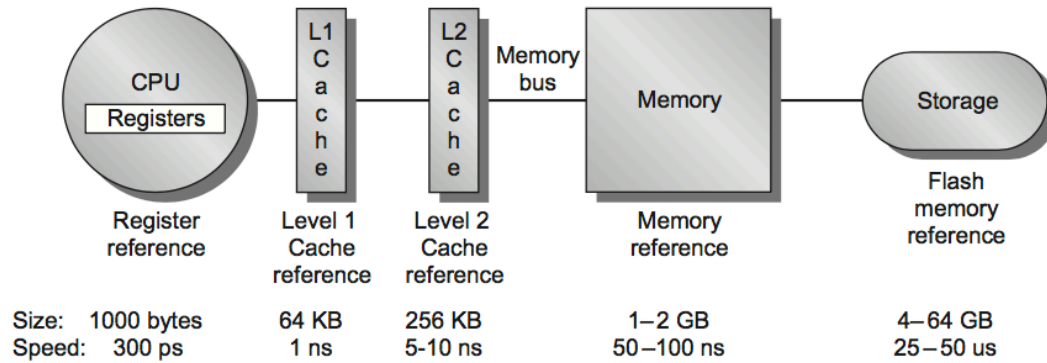 CPU
Registers
L1
C
a
c
h
e
L2
C
a
c
h
e
Memory
bus
Memory
Storage
Register
reference
Level 1
Cache
reference
Level 2
Cache
reference
Memory
reference
Flash
memory
reference
Size: 1000 bytes 64 KB 256 KB 1–2 GB 4–64 GB
Speed: 300 ps 1 ns 5-10 ns 50–100 ns 25–50 us